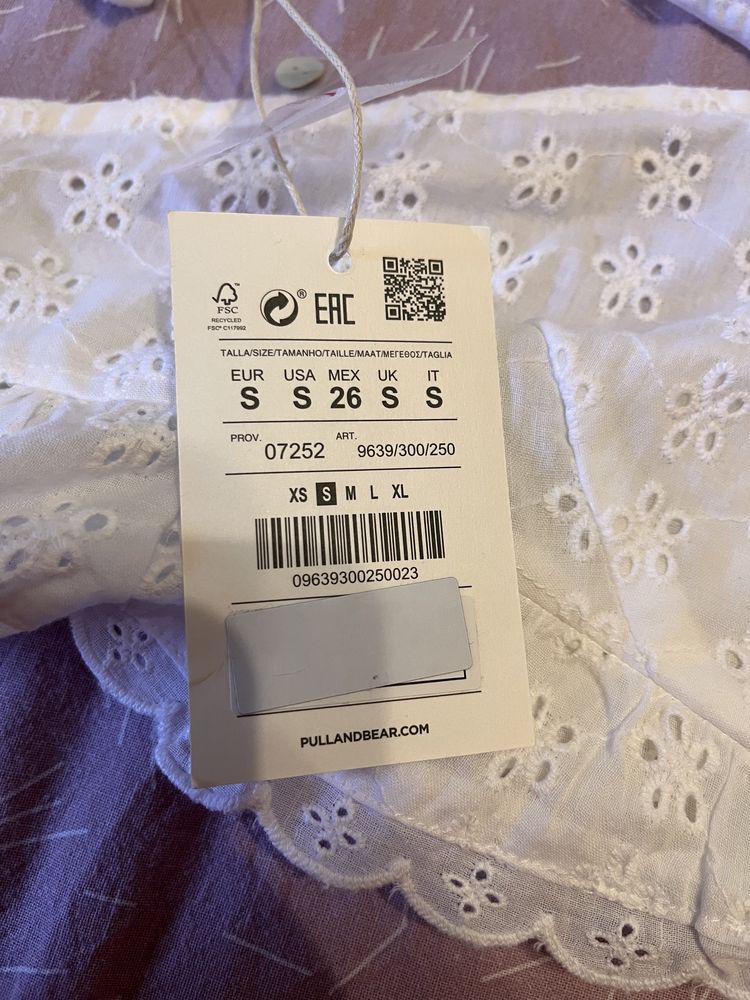 FSC™
RECYCLED
FSC® C117992
® EAC
TALLA/SIZE/TAMANHO/TAILLE/MAAT/ΜΕΓΕΘΟΣ/TAGLIA
EUR USA MEX UK IT
S S 26 S S
PROV. 07252 ART. 9639/300/250
XS S M L XL
09639300250023
PULLANDBEAR.COM